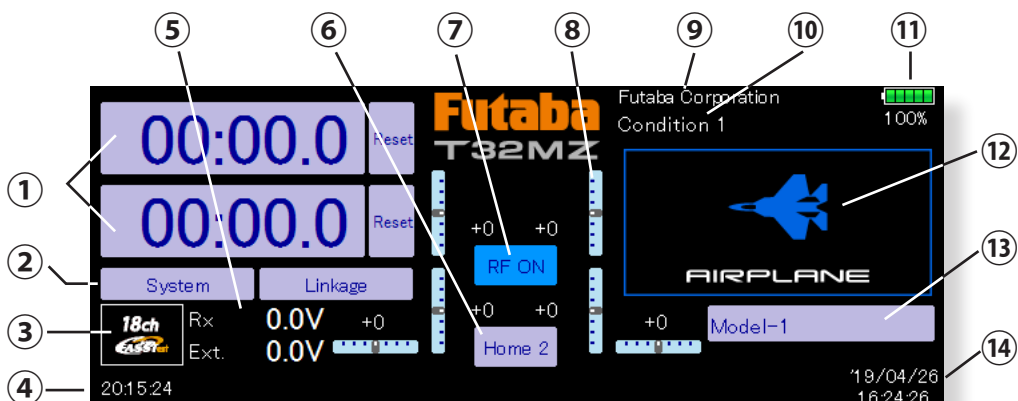 ⑤ ⑥ ⑦ ⑧ ⑨ ⑩ ⑪
Futaba
T32MZ
Futaba Corporation
Condition 1
100%
① 00:00.0 Reset
00:00.0 Reset
② System Linkage
③ 18ch FASSTest
Rx 0.0V
Ext. 0.0V
+0
+0 +0
RF ON
+0 +0
Home 2
+0
AIRPLANE
⑫
Model-1
⑬
④ 20:15:24
'19/04/26
16:24:26
⑭